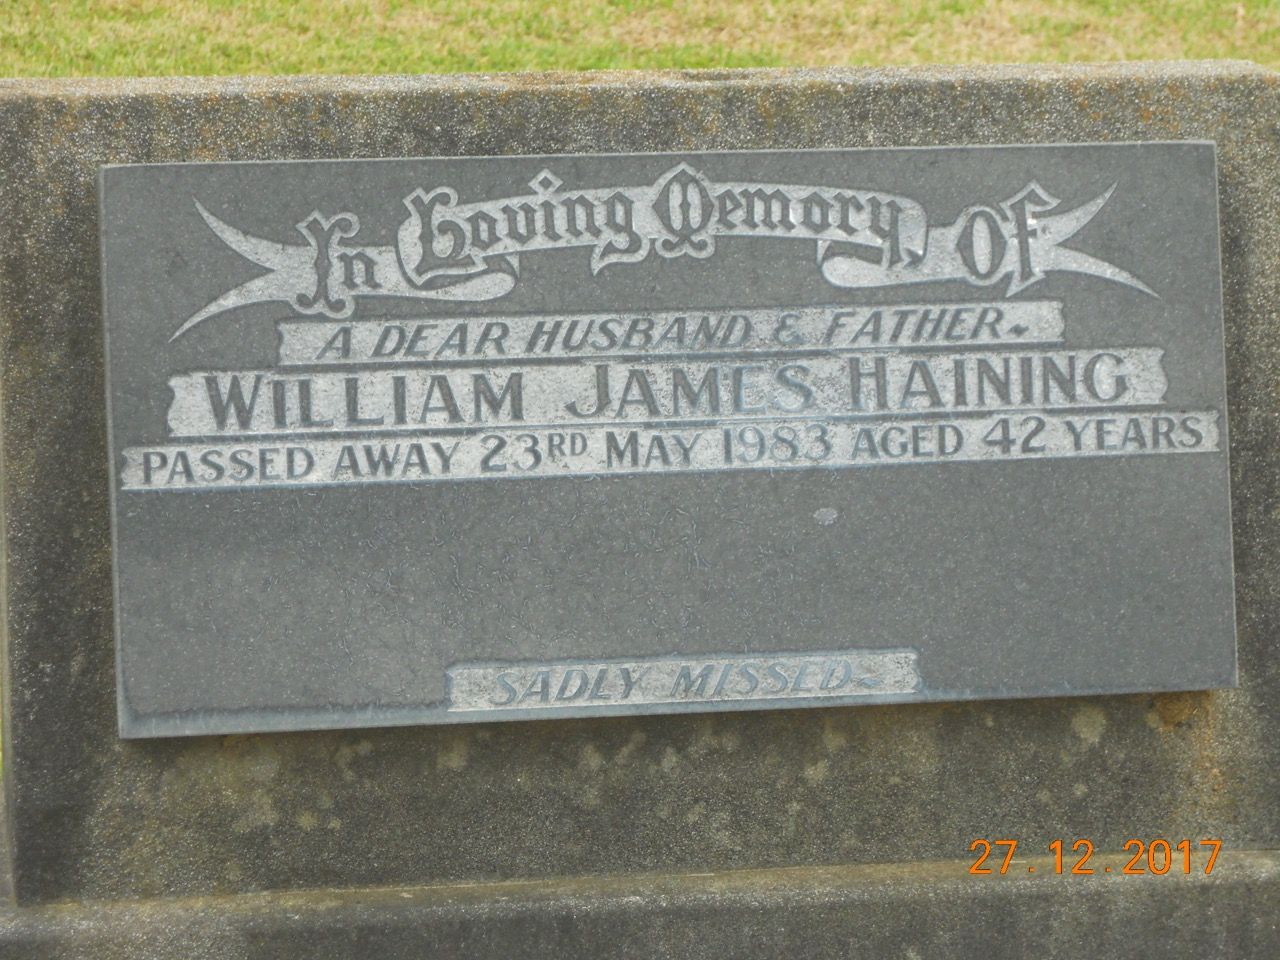 In Loving Memory Of
A DEAR HUSBAND & FATHER~
WILLIAM JAMES HAINING
PASSED AWAY 23RD MAY 1983 AGED 42 YEARS
SADLY MISSED~
27.12.2017